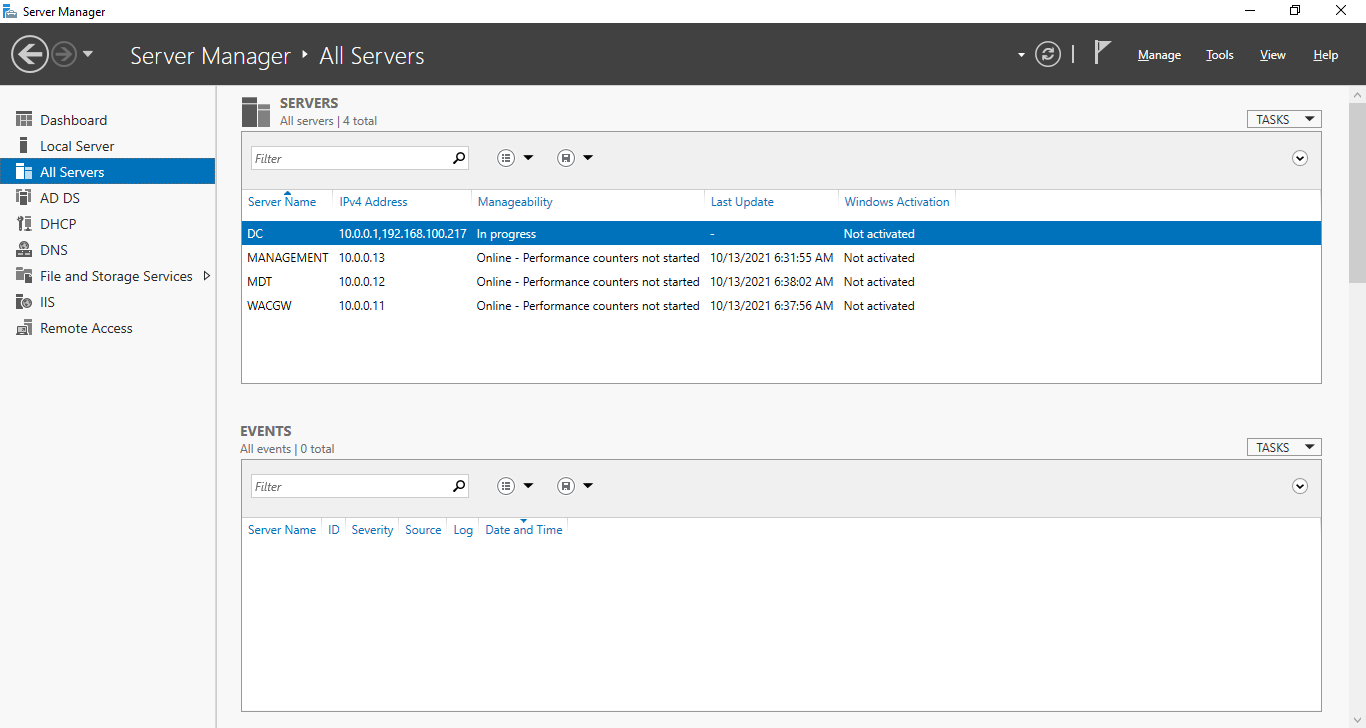 Server Manager
Server Manager All Servers
Manage Tools View Help
Dashboard
Local Server
All Servers
AD DS
DHCP
DNS
File and Storage Services
IIS
Remote Access
SERVERS
All servers | 4 total
TASKS
Filter
Server Name IPv4 Address Manageability Last Update Windows Activation
DC 10.0.0.1,192.168.100.217 In progress - Not activated
MANAGEMENT 10.0.0.13 Online - Performance counters not started 10/13/2021 6:31:55 AM Not activated
MDT 10.0.0.12 Online - Performance counters not started 10/13/2021 6:38:02 AM Not activated
WACGW 10.0.0.11 Online - Performance counters not started 10/13/2021 6:37:56 AM Not activated
EVENTS
All events | 0 total
TASKS
Filter
Server Name ID Severity Source Log Date and Time